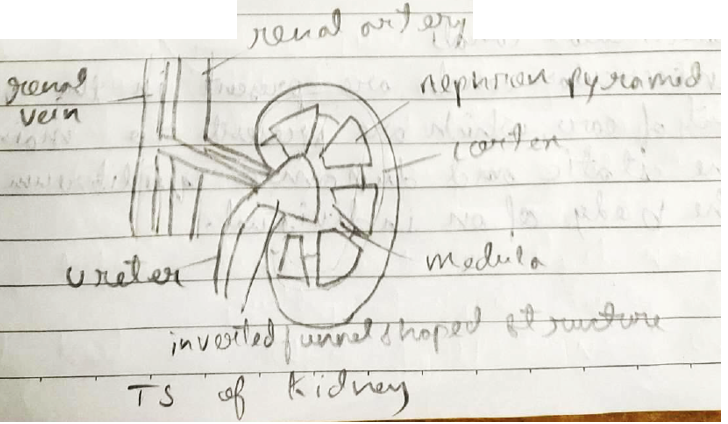 renal artery
renal
vein
nephron pyramid
cortex
ureter
medula
inverted funnel shaped structure
TS of kidney